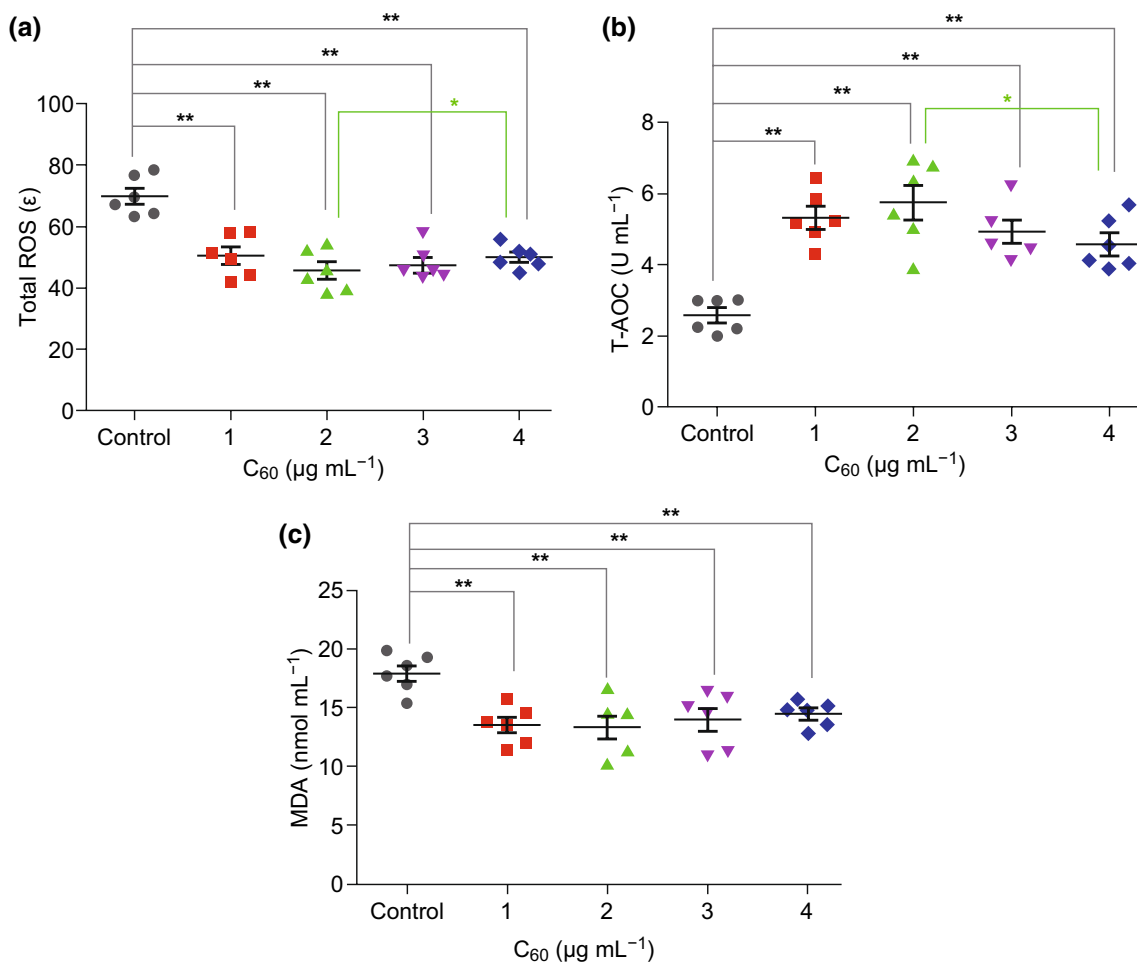 (a)
**
**
**
*
**
100
80
60
40
20
0
Total ROS (ε)
Control 1 2 3 4
C₆₀ (µg mL⁻¹)
(b)
**
**
*
**
**
8
6
4
2
0
T-AOC (U mL⁻¹)
Control 1 2 3 4
C₆₀ (µg mL⁻¹)
(c)
**
**
**
**
25
20
15
10
5
0
MDA (nmol mL⁻¹)
Control 1 2 3 4
C₆₀ (µg mL⁻¹)